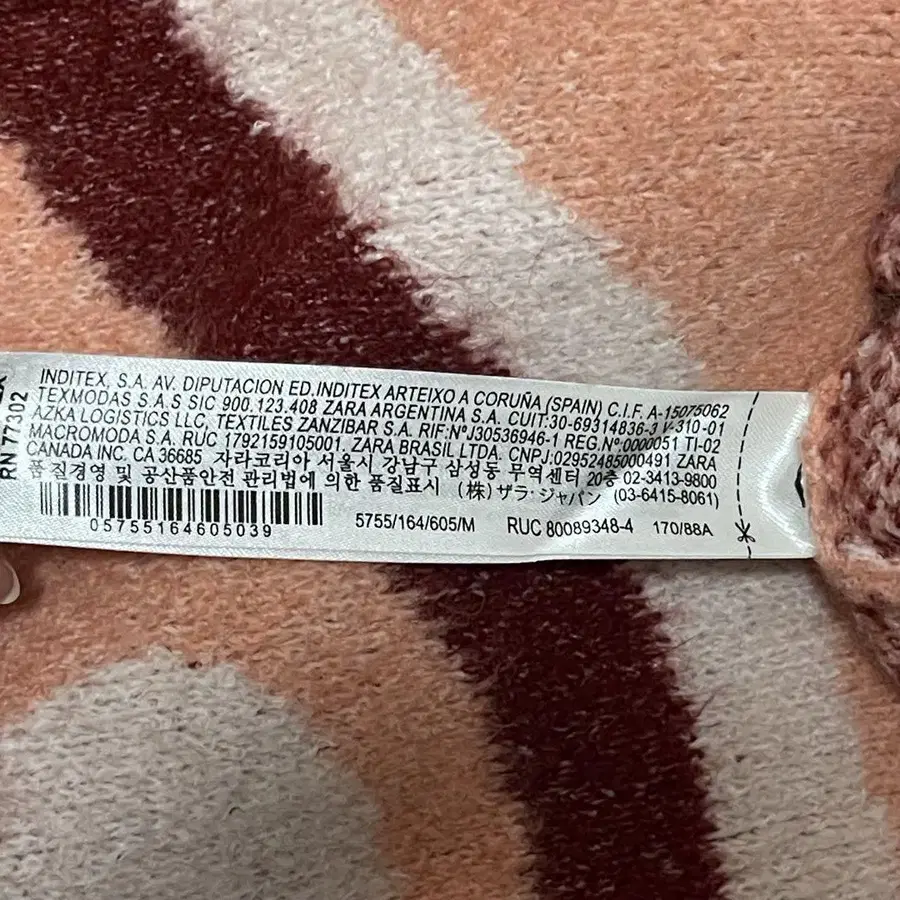 RN 77302
INDITEX, S.A. AV. DIPUTACION ED.INDITEX ARTEIXO A CORUÑA (SPAIN) C.I.F. A-15075062
TEXMODAS S.A.S SIC 900.123.408 ZARA ARGENTINA S.A. CUIT:30-69314836-3 V-310-01
AZKA LOGISTICS LLC, TEXTILES ZANZIBAR S.A. RIF:NºJ30536946-1 REG.Nº:0000051 TI-02
MACROMODA S.A. RUC 1792159105001, ZARA BRASIL LTDA. CNPJ:02952485000491 ZARA
CANADA INC. CA 36685 자라코리아 서울시 강남구 삼성동 무역센터 20층 02-3413-9800
품질경영 및 공산품안전 관리법에 의한 품질표시 (株) ザラ・ジャパン (03-6415-8061)
05755164605039
5755/164/605/M RUC 80089348-4 170/88A